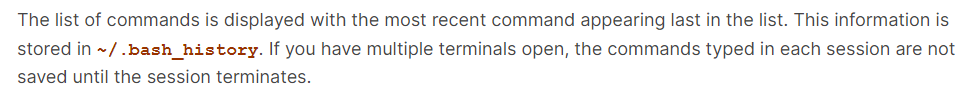 The list of commands is displayed with the most recent command appearing last in the list. This information is
stored in ~/.bash_history. If you have multiple terminals open, the commands typed in each session are not
saved until the session terminates.